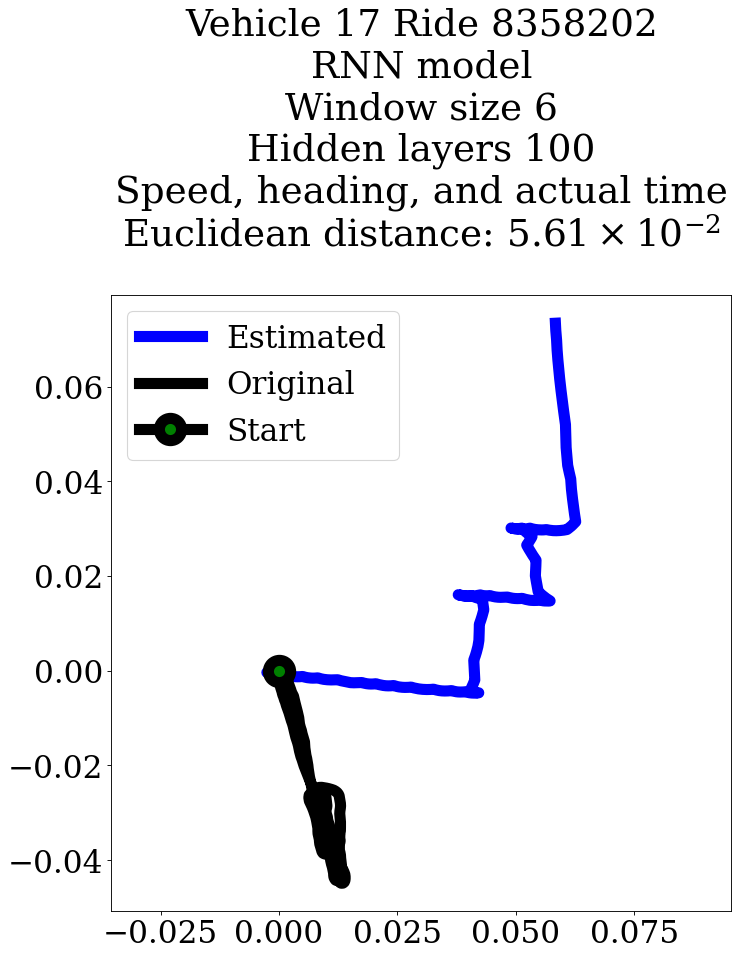 Vehicle 17 Ride 8358202
RNN model
Window size 6
Hidden layers 100
Speed, heading, and actual time
Euclidean distance: 5.61 × 10⁻²
Estimated
Original
Start
0.06
0.04
0.02
0.00
−0.02
−0.04
−0.025 0.000 0.025 0.050 0.075